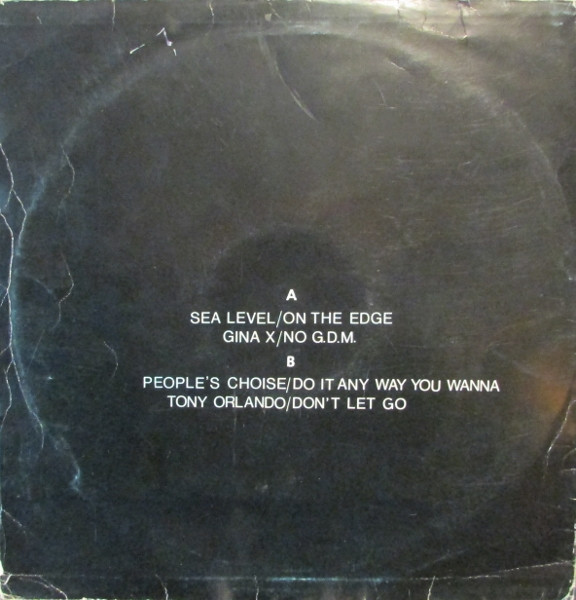 A
SEA LEVEL/ON THE EDGE
GINA X/NO G.D.M.
B
PEOPLE'S CHOISE/DO IT ANY WAY YOU WANNA
TONY ORLANDO/DON'T LET GO